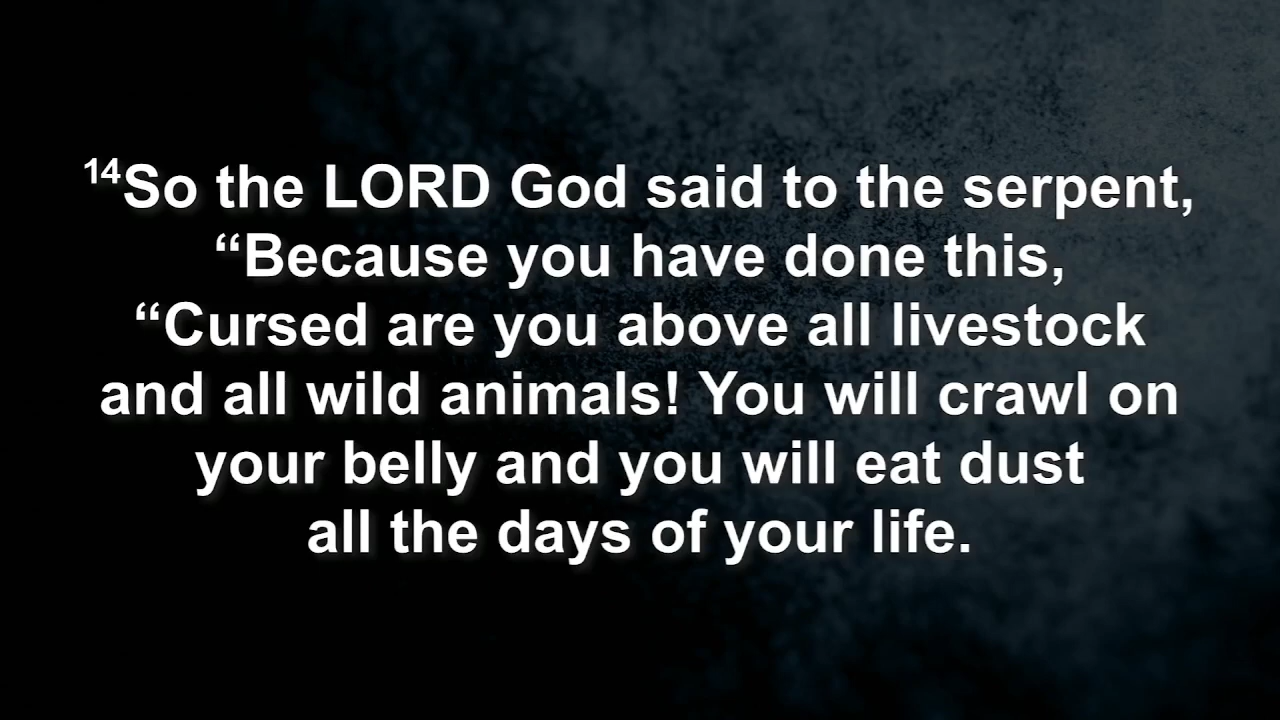 ¹⁴So the LORD God said to the serpent,
“Because you have done this,
“Cursed are you above all livestock
and all wild animals! You will crawl on
your belly and you will eat dust
all the days of your life.